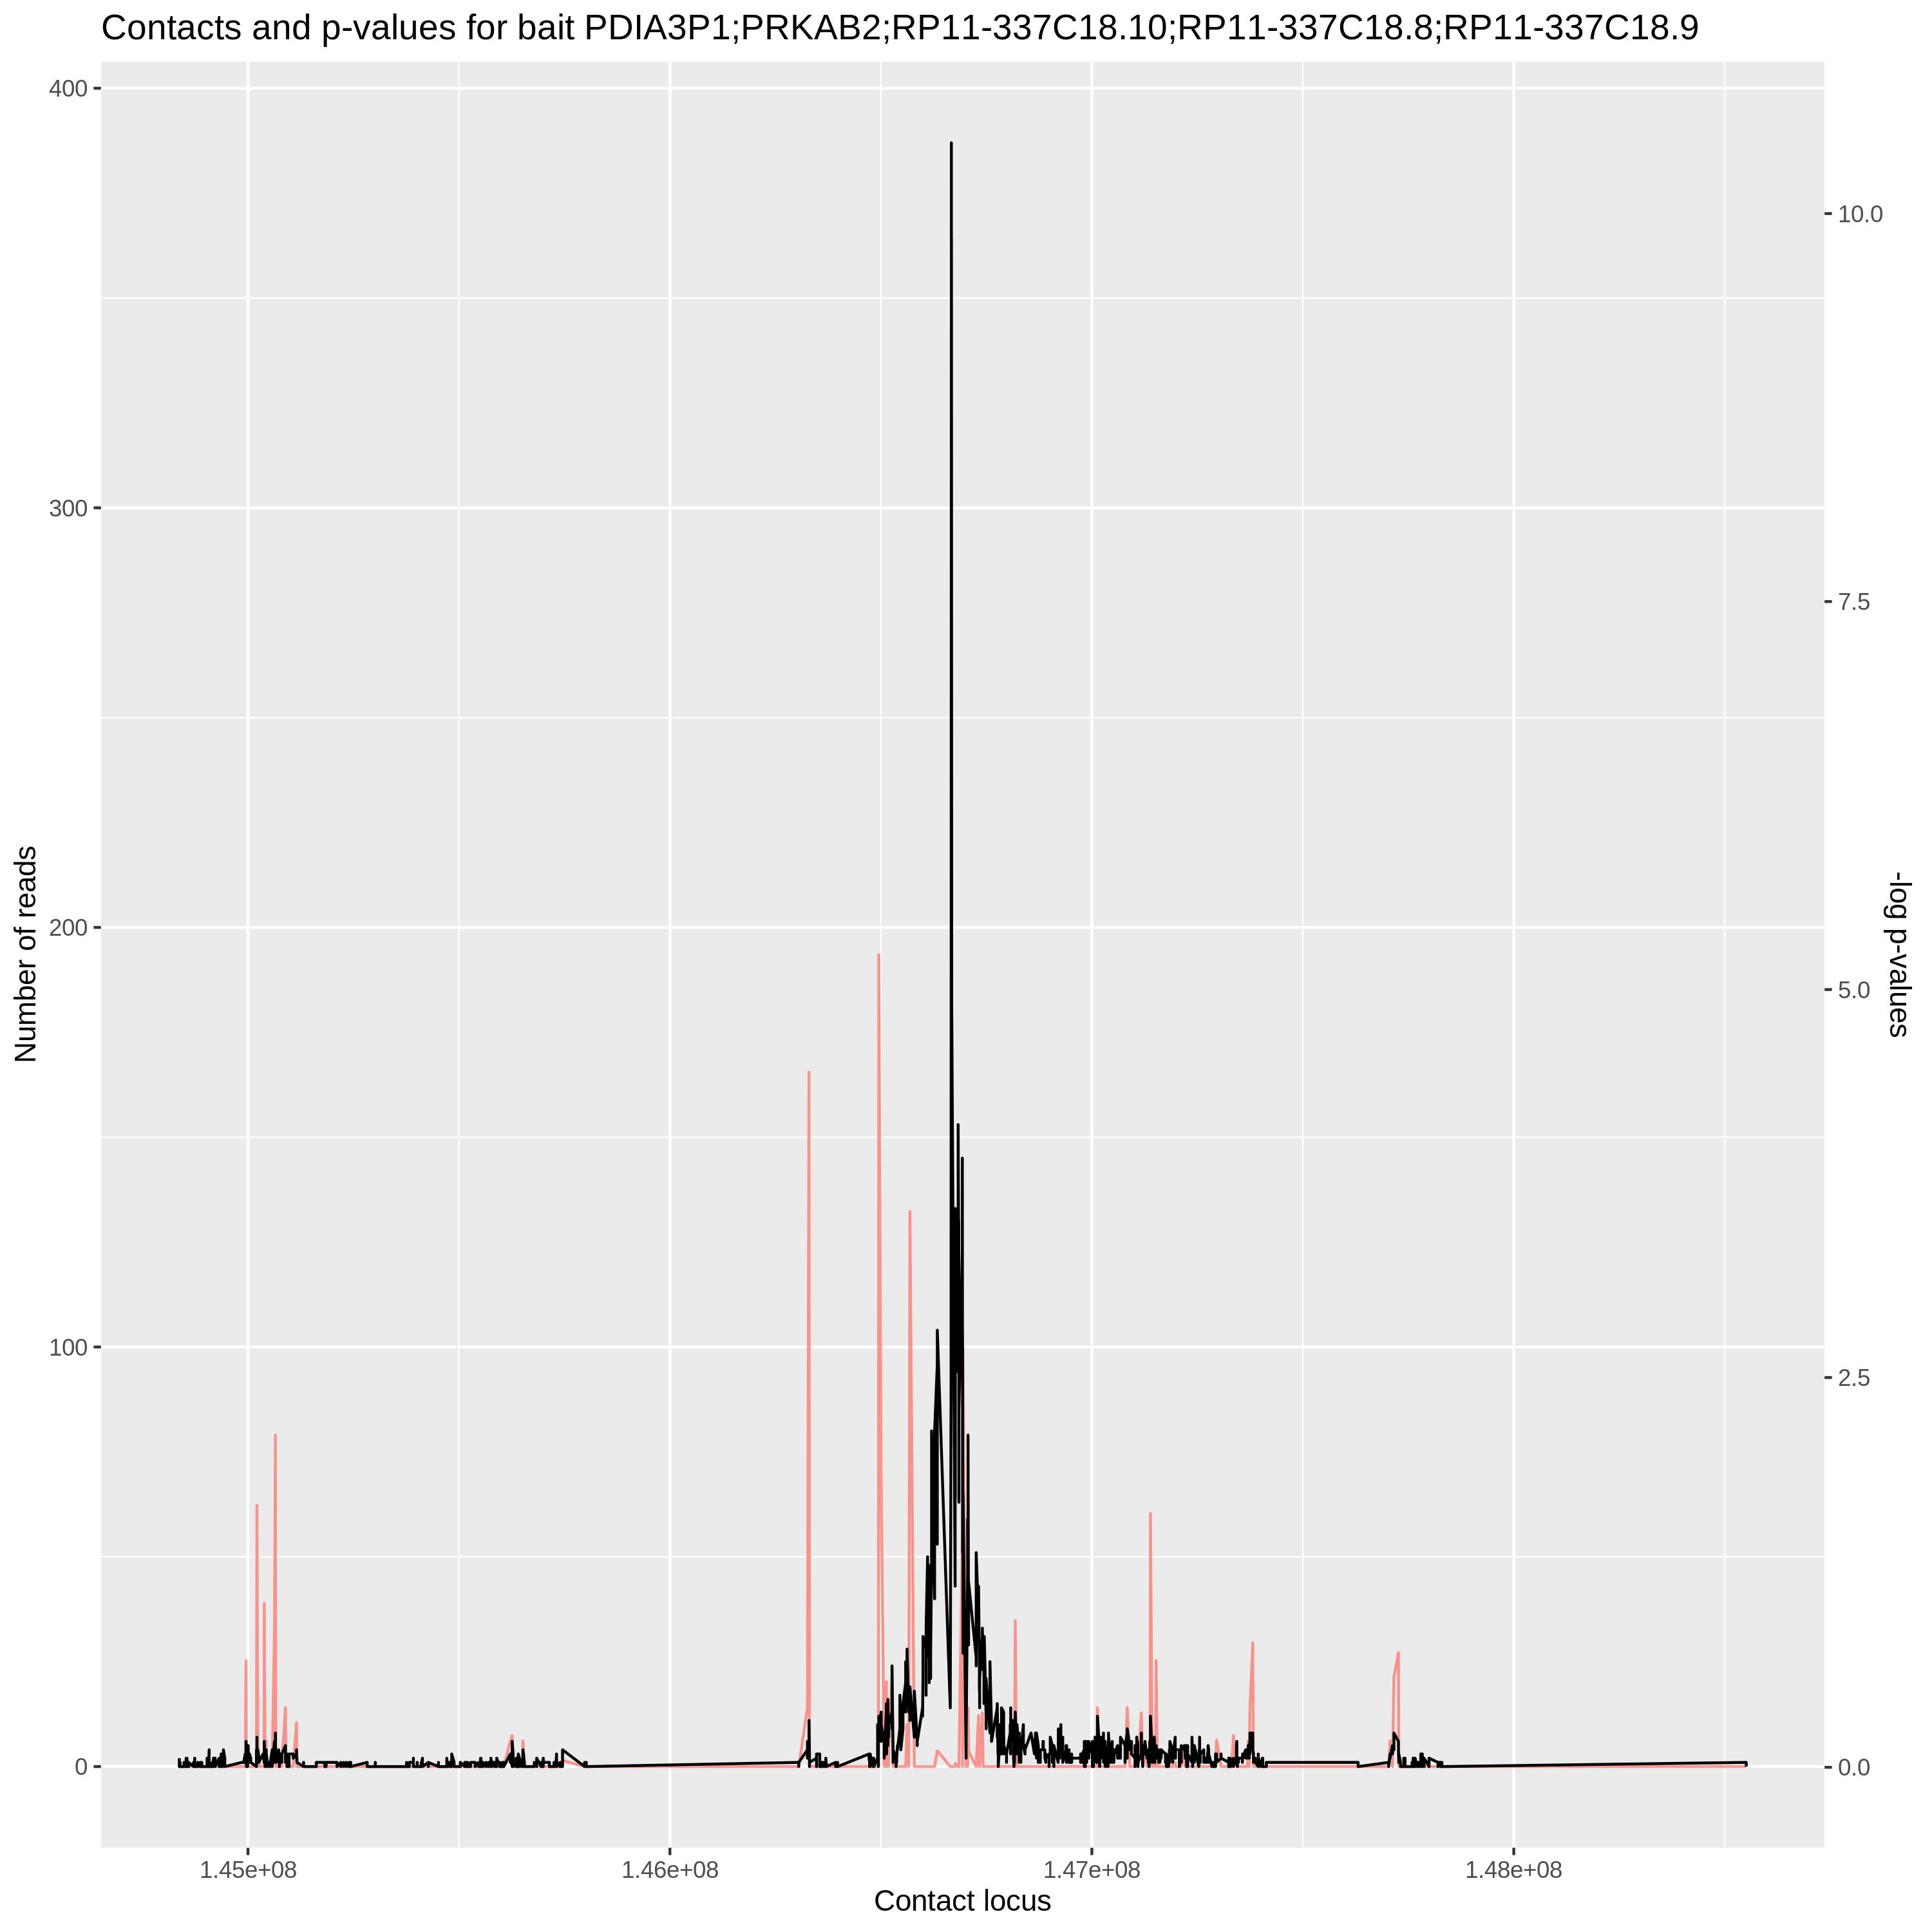 Contacts and p-values for bait PDIA3P1;PRKAB2;RP11-337C18.10;RP11-337C18.8;RP11-337C18.9
400
300
200
100
0
Number of reads
10.0
7.5
5.0
2.5
0.0
-log p-values
1.45e+08
1.46e+08
1.47e+08
1.48e+08
Contact locus